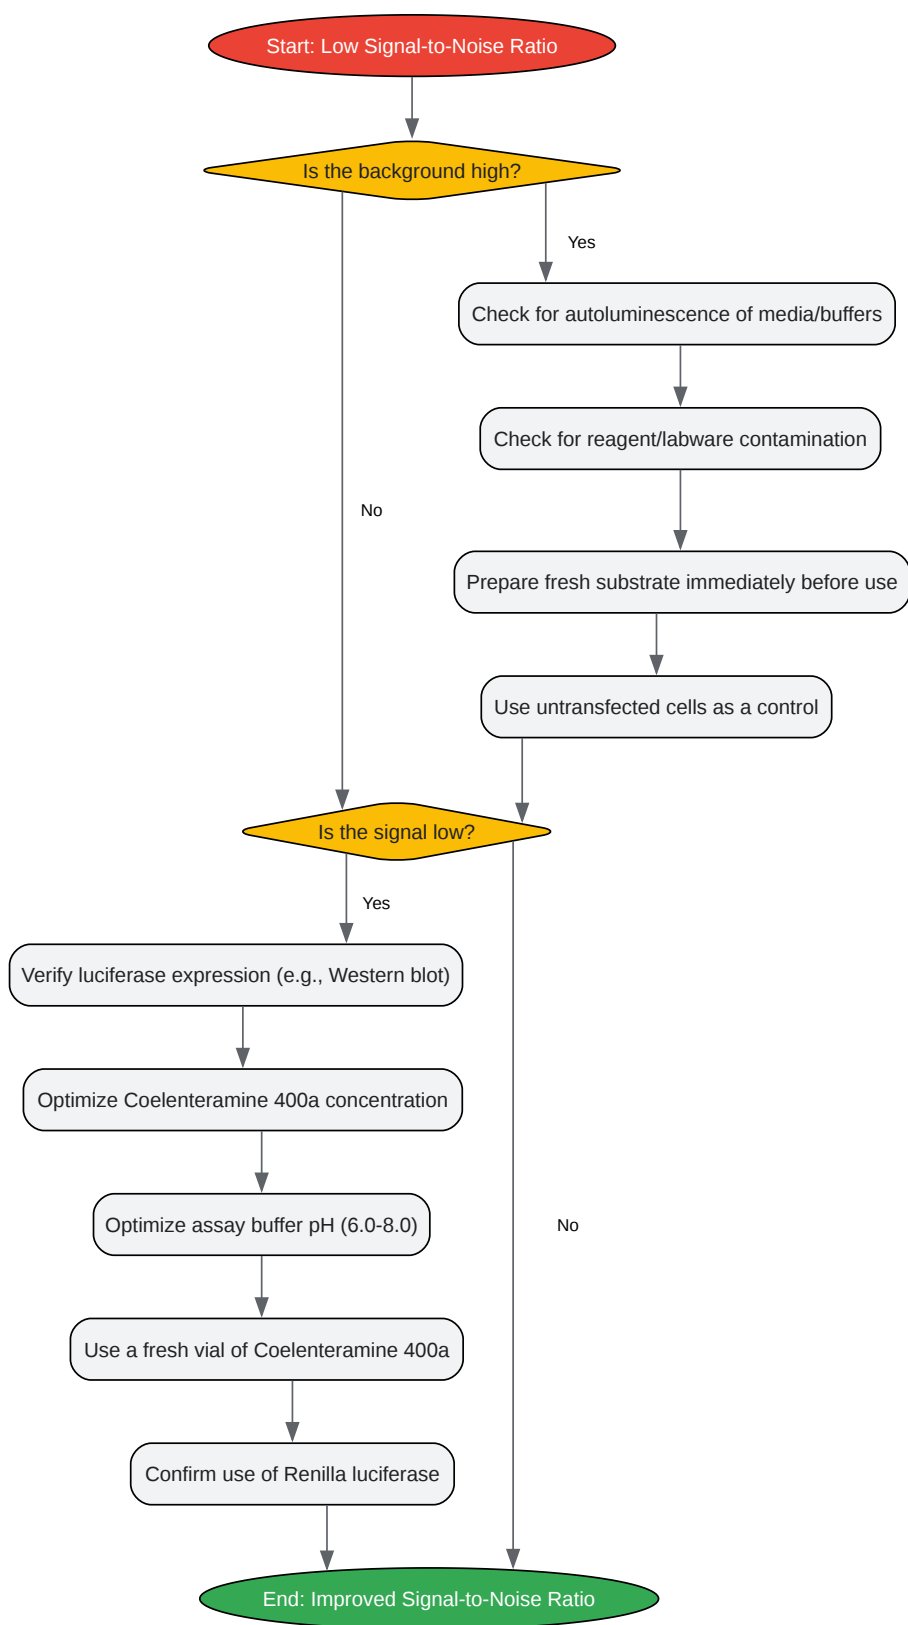 Start: Low Signal-to-Noise Ratio
Is the background high?
Yes
Check for autoluminescence of media/buffers
Check for reagent/labware contamination
No
Prepare fresh substrate immediately before use
Use untransfected cells as a control
Is the signal low?
Yes
Verify luciferase expression (e.g., Western blot)
Optimize Coelenteramine 400a concentration
Optimize assay buffer pH (6.0-8.0)
No
Use a fresh vial of Coelenteramine 400a
Confirm use of Renilla luciferase
End: Improved Signal-to-Noise Ratio